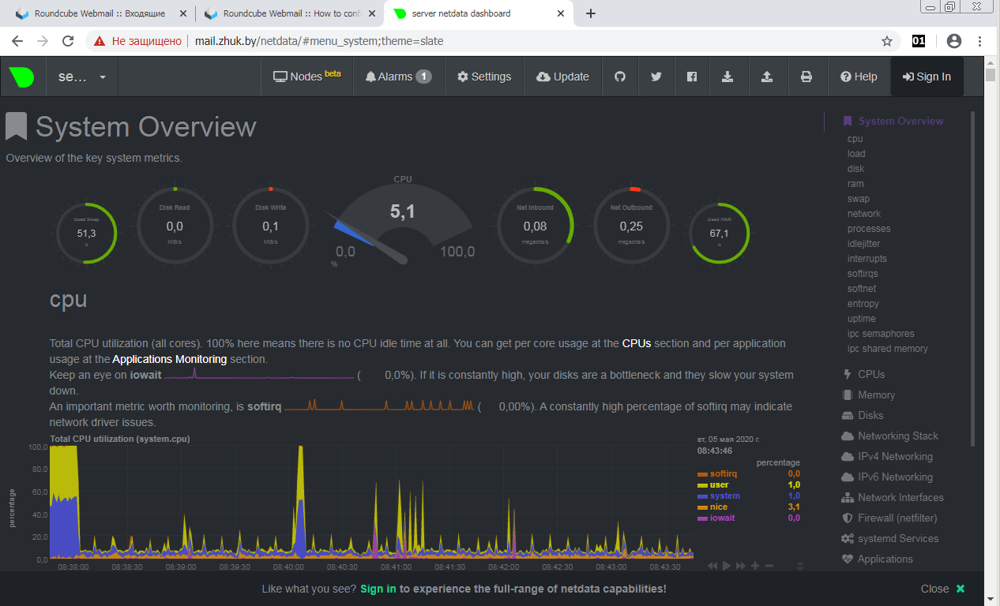 Roundcube Webmail :: Входящие
Roundcube Webmail :: How to confi
server netdata dashboard
Не защищено
mail.zhuk.by/netdata/#menu_system;theme=slate
01
se...
Nodes beta
Alarms 1
Settings
Update
Help
Sign In
System Overview
Overview of the key system metrics.
Used Swap
51,3
%
Disk Read
0,0
MiB/s
Disk Write
0,1
MiB/s
CPU
5,1
0,0
100,0
%
Net Inbound
0,08
megabits/s
Net Outbound
0,25
megabits/s
Used RAM
67,1
%
cpu
Total CPU utilization (all cores). 100% here means there is no CPU idle time at all. You can get per core usage at the CPUs section and per application
usage at the Applications Monitoring section.
Keep an eye on iowait ( 0,0%). If it is constantly high, your disks are a bottleneck and they slow your system
down.
An important metric worth monitoring, is softirq ( 0,00%). A constantly high percentage of softirq may indicate
network driver issues.
Total CPU utilization (system.cpu)
percentage
100,0
80,0
60,0
40,0
20,0
0,0
08:38:00
08:38:30
08:39:00
08:39:30
08:40:00
08:40:30
08:41:00
08:41:30
08:42:00
08:42:30
08:43:00
08:43:30
вт, 05 мая 2020 г.
08:43:46
percentage
softirq 0,0
user 1,0
system 1,0
nice 3,1
iowait 0,0
System Overview
cpu
load
disk
ram
swap
network
processes
idlejitter
interrupts
softirqs
softnet
entropy
uptime
ipc semaphores
ipc shared memory
CPUs
Memory
Disks
Networking Stack
IPv4 Networking
IPv6 Networking
Network Interfaces
Firewall (netfilter)
systemd Services
Applications
Like what you see? Sign in to experience the full-range of netdata capabilities!
Close